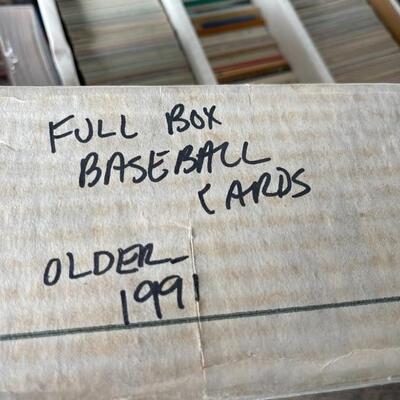 FULL BOX
BASEBALL
CARDS
OLDER-
1991